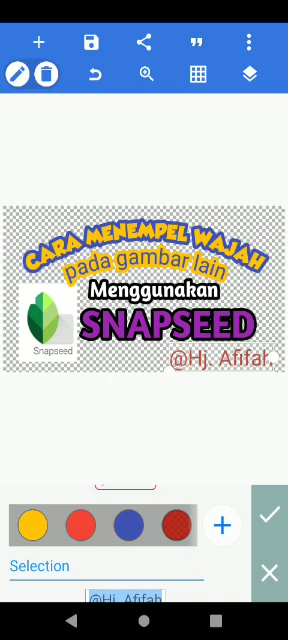 CARA MENEMPEL WAJAH
pada gambar lain
Menggunakan
SNAPSEED
Snapseed
@Hj. Afifah.
Selection
@Hj. Afifah